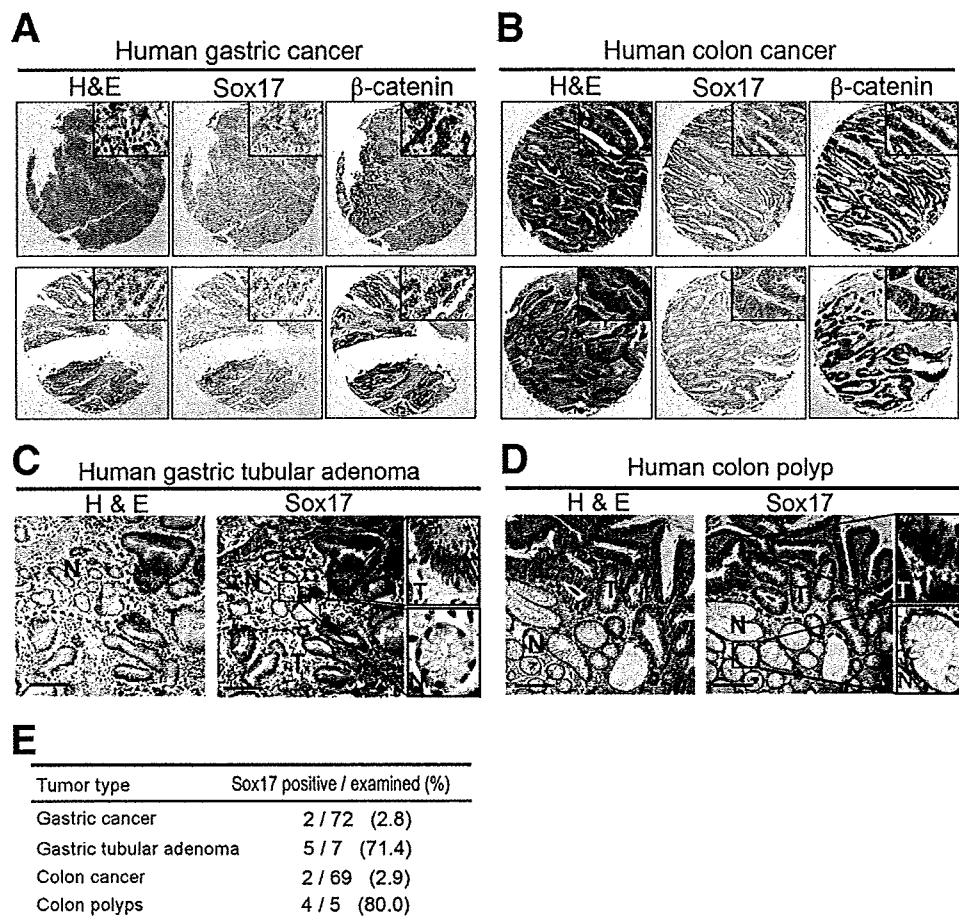 A
Human gastric cancer
H&E Sox17 β-catenin
B
Human colon cancer
H&E Sox17 β-catenin
C
Human gastric tubular adenoma
H & E Sox17
N
N
T
T
N
D
Human colon polyp
H & E Sox17
T
N
T
N
T
N
E
Tumor type Sox17 positive / examined (%)
Gastric cancer 2 / 72 (2.8)
Gastric tubular adenoma 5 / 7 (71.4)
Colon cancer 2 / 69 (2.9)
Colon polyps 4 / 5 (80.0)